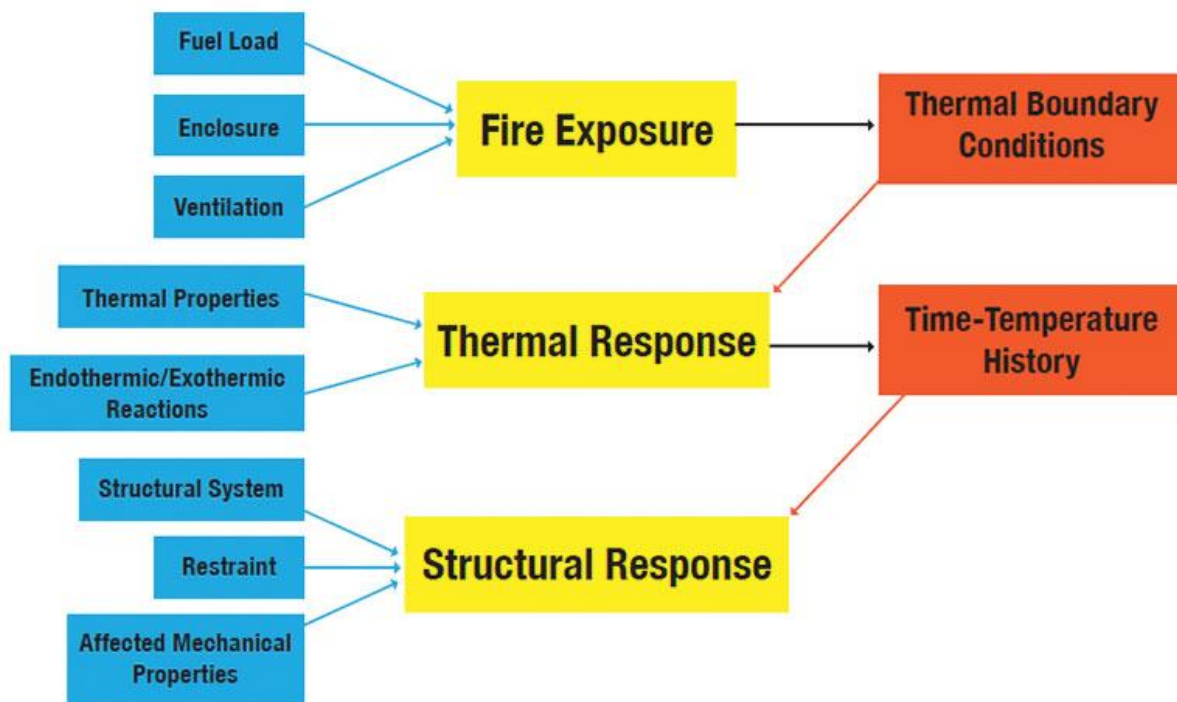 Fuel Load
Enclosure
Ventilation
Fire Exposure
Thermal Boundary
Conditions
Thermal Properties
Endothermic/Exothermic
Reactions
Thermal Response
Time-Temperature
History
Structural System
Restraint
Affected Mechanical
Properties
Structural Response